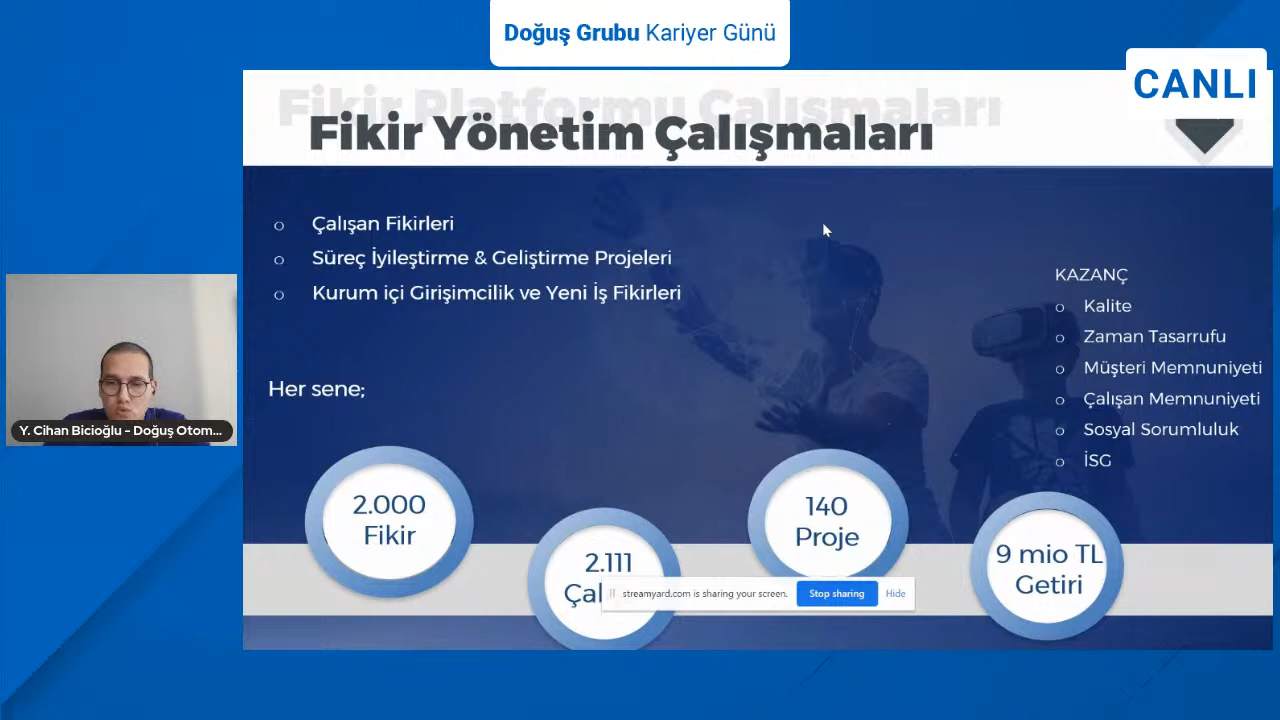 Doğuş Grubu Kariyer Günü
CANLI
Fikir Platformu Çalışmaları
Fikir Yönetim Çalışmaları
o Çalışan Fikirleri
o Süreç İyileştirme & Geliştirme Projeleri
o Kurum içi Girişimcilik ve Yeni İş Fikirleri
KAZANÇ
o Kalite
o Zaman Tasarrufu
o Müşteri Memnuniyeti
o Çalışan Memnuniyeti
o Sosyal Sorumluluk
o İSG
Her sene;
2.000
Fikir
2.111
140
Proje
9 mio TL
Getiri
streamyard.com is sharing your screen.
Stop sharing
Hide
Y. Cihan Bicioğlu - Doğuş Otom...